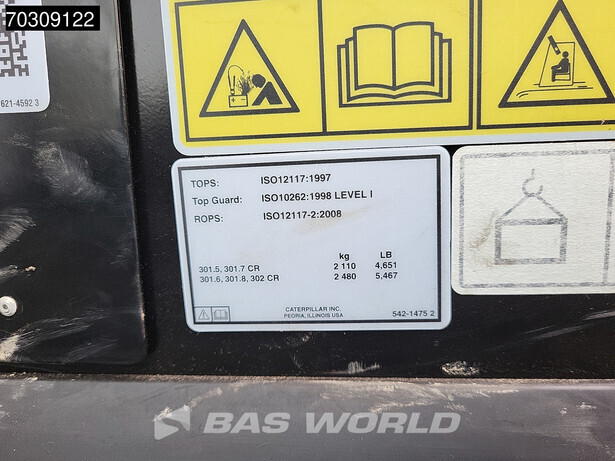 70309122
621-4592 3
TOPS: ISO12117:1997
Top Guard: ISO10262:1998 LEVEL I
ROPS: ISO12117-2:2008
kg LB
301.5, 301.7 CR 2 110 4,651
301.6, 301.8, 302 CR 2 480 5,467
CATERPILLAR INC.
PEORIA, ILLINOIS USA
542-1475 2
BAS WORLD